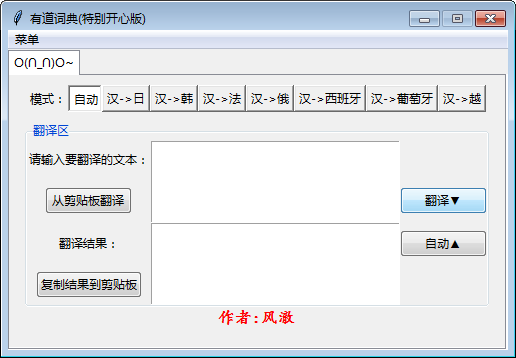 有道词典(特别开心版)
菜单
O(∩_∩)O~
模式： 自动 汉->日 汉->韩 汉->法 汉->俄 汉->西班牙 汉->葡萄牙 汉->越
翻译区
请输入要翻译的文本：
从剪贴板翻译 翻译▼
翻译结果： 自动▲
复制结果到剪贴板
作者:风激